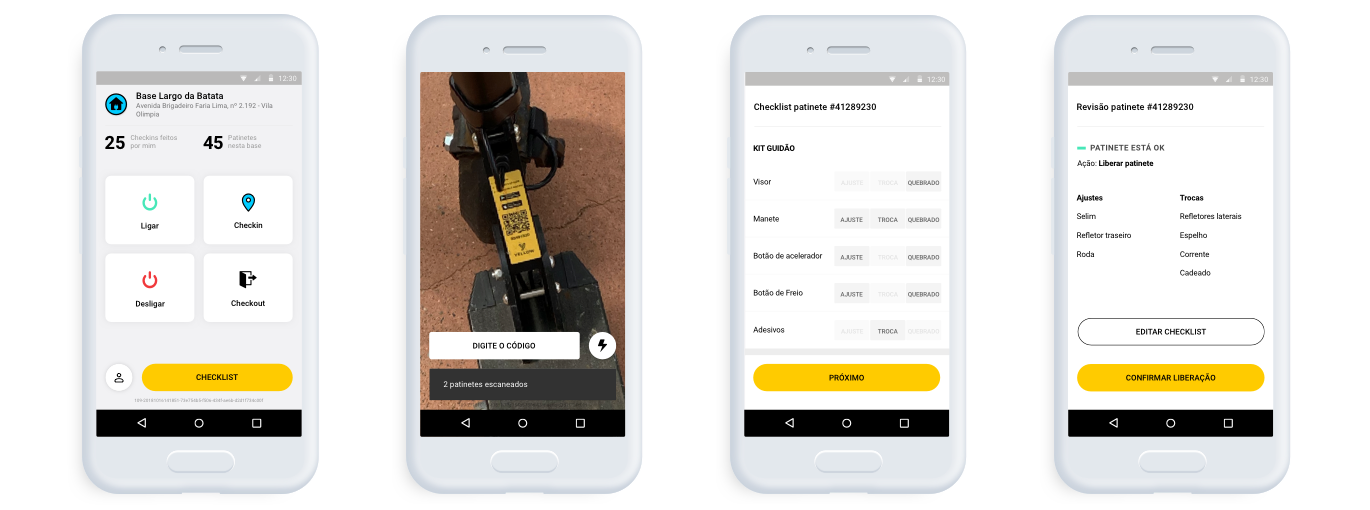 12:30
Base Largo da Batata
Avenida Brigadeiro Faria Lima, nº 2.192 - Vila
Olimpia
25 Checkins feitos
por mim
45 Patinetes
nesta base
Ligar
Checkin
Desligar
Checkout
CHECKLIST
YELLOW
DIGITE O CÓDIGO
2 patinetes escaneados
12:30
Checklist patinete #41289230
KIT GUIDÃO
Visor AJUSTE TROCA QUEBRADO
Manete AJUSTE TROCA QUEBRADO
Botão de acelerador AJUSTE TROCA QUEBRADO
Botão de Freio AJUSTE TROCA QUEBRADO
Adesivos AJUSTE TROCA QUEBRADO
PRÓXIMO
12:30
Revisão patinete #41289230
PATINETE ESTÁ OK
Ação: Liberar patinete
Ajustes
Selim
Refletor traseiro
Roda
Trocas
Refletores laterais
Espelho
Corrente
Cadeado
EDITAR CHECKLIST
CONFIRMAR LIBERAÇÃO